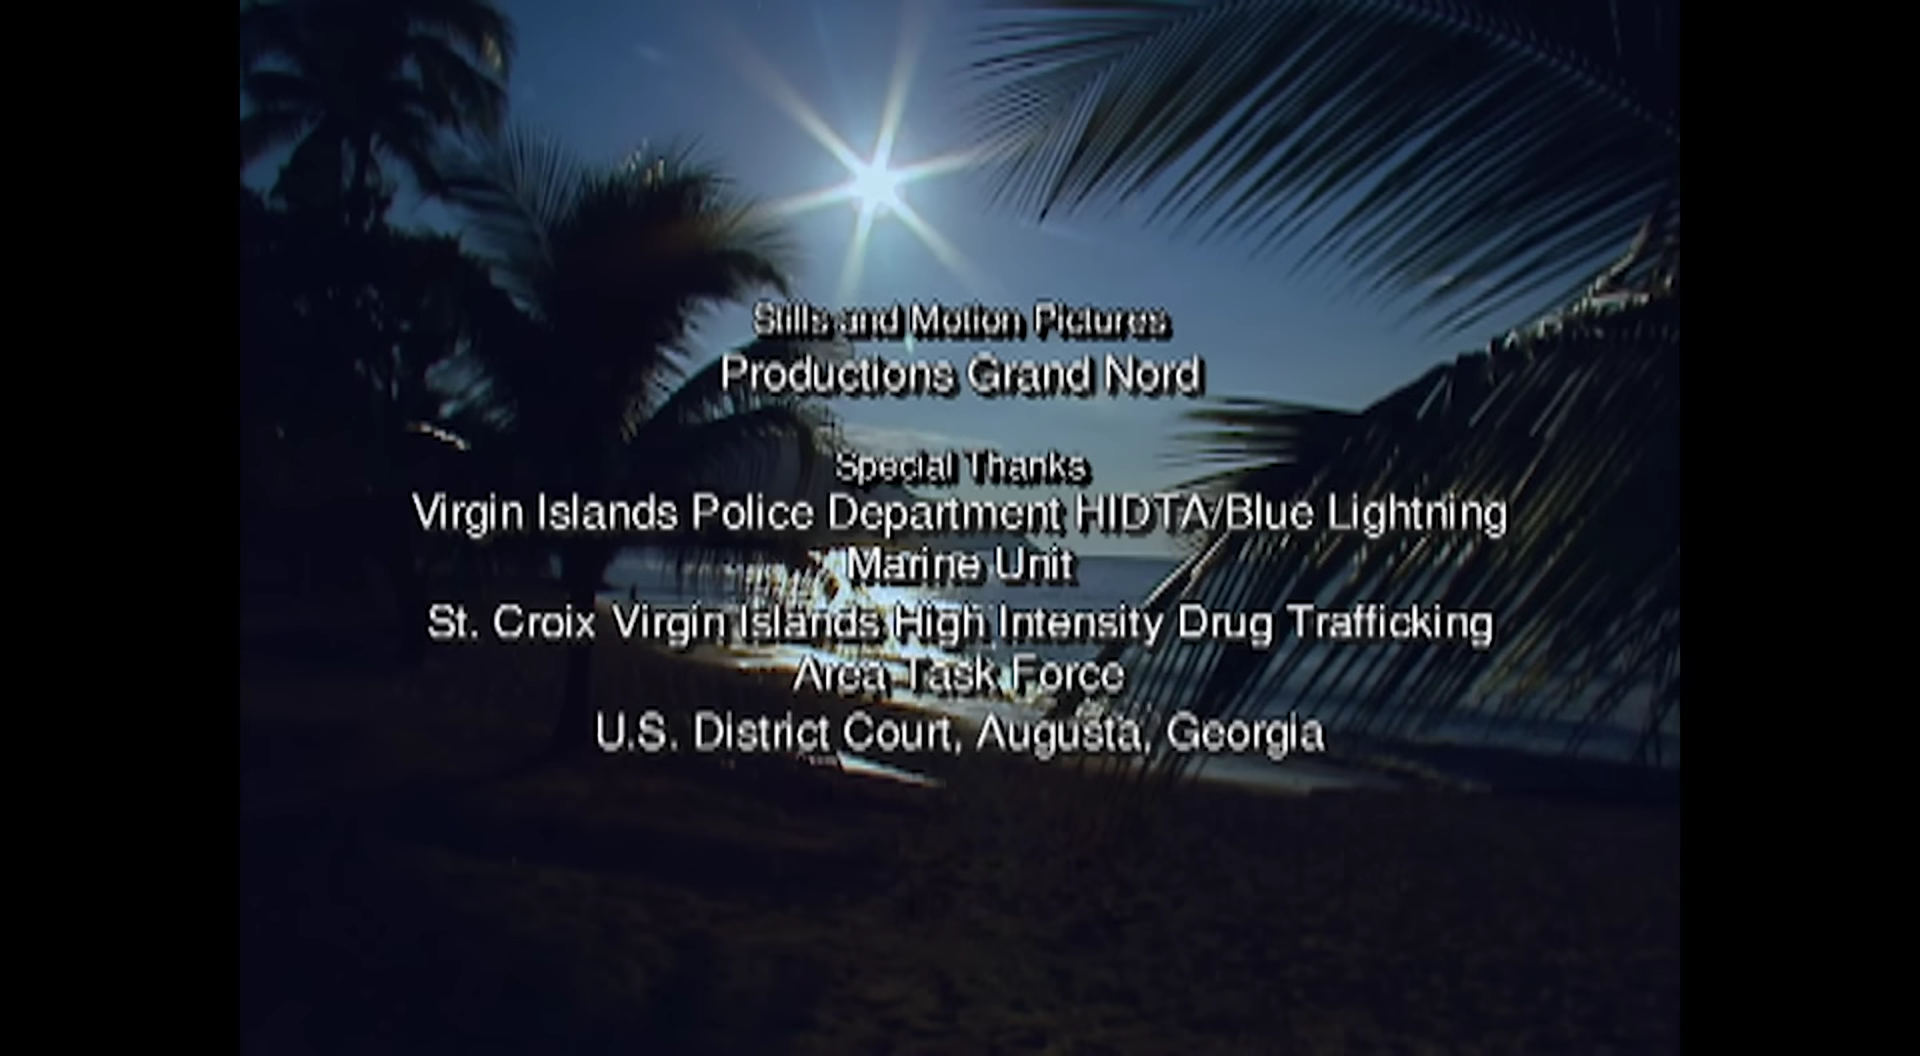 Stills and Motion Pictures
Productions Grand Nord
Special Thanks
Virgin Islands Police Department HIDTA/Blue Lightning
Marine Unit
St. Croix Virgin Islands High Intensity Drug Trafficking
Area Task Force
U.S. District Court, Augusta, Georgia